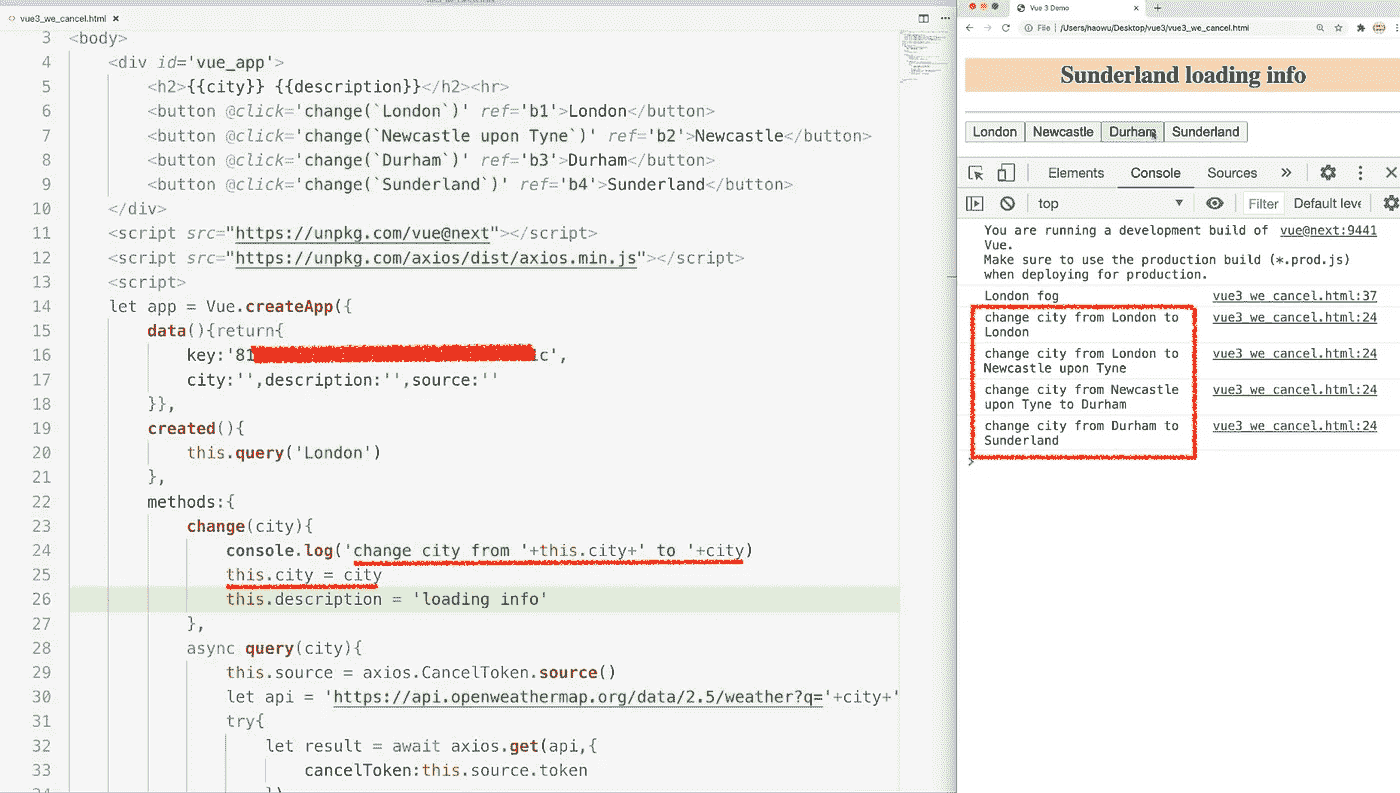 vue3_we_cancel.html
vue3_we_cancel.html
3 <body>
4 <div id='vue_app'>
5 <h2>{{city}} {{description}}</h2><hr>
6 <button @click='change(`London`)' ref='b1'>London</button>
7 <button @click='change(`Newcastle upon Tyne`)' ref='b2'>Newcastle</button>
8 <button @click='change(`Durham`)' ref='b3'>Durham</button>
9 <button @click='change(`Sunderland`)' ref='b4'>Sunderland</button>
10 </div>
11 <script src="https://unpkg.com/vue@next"></script>
12 <script src="https://unpkg.com/axios/dist/axios.min.js"></script>
13 <script>
14 let app = Vue.createApp({
15 data(){return{
16 key:'81 ic',
17 city:'',description:'',source:''
18 }},
19 created(){
20 this.query('London')
21 },
22 methods:{
23 change(city){
24 console.log('change city from '+this.city+' to '+city)
25 this.city = city
26 this.description = 'loading info'
27 },
28 async query(city){
29 this.source = axios.CancelToken.source()
30 let api = 'https://api.openweathermap.org/data/2.5/weather?q='+city+'
31 try{
32 let result = await axios.get(api,{
33 cancelToken:this.source.token
Vue 3 Demo
File /Users/naowu/Desktop/vue3/vue3_we_cancel.html
Sunderland loading info
London Newcastle Durham Sunderland
Elements Console Sources
top Filter Default leve
You are running a development build of vue@next:9441
Vue.
Make sure to use the production build (*.prod.js)
when deploying for production.
London fog vue3_we_cancel.html:37
change city from London to vue3_we_cancel.html:24
London
change city from London to vue3_we_cancel.html:24
Newcastle upon Tyne
change city from Newcastle vue3_we_cancel.html:24
upon Tyne to Durham
change city from Durham to vue3_we_cancel.html:24
Sunderland